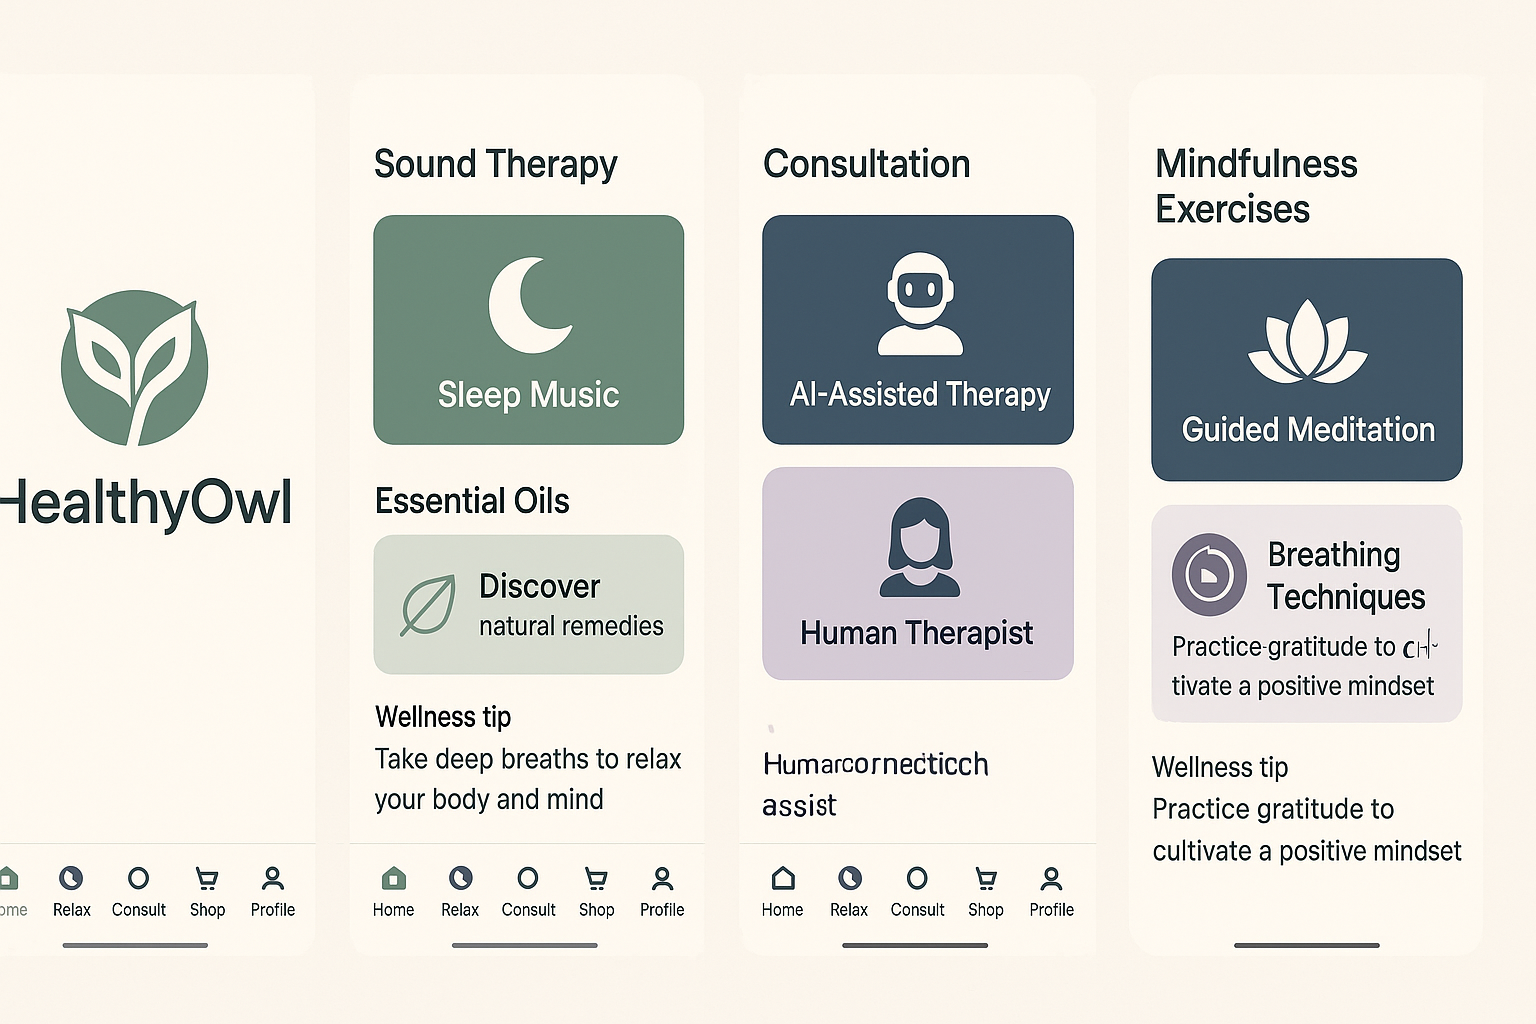 HealthyOwl
Home Relax Consult Shop Profile
Sound Therapy
Sleep Music
Essential Oils
Discover
natural remedies
Wellness tip
Take deep breaths to relax
your body and mind
Home Relax Consult Shop Profile
Consultation
AI-Assisted Therapy
Human Therapist
assist
Home Relax Consult Shop Profile
Mindfulness
Exercises
Guided Meditation
Breathing
Techniques
Practice gratitude to
tivate a positive mindset
Wellness tip
Practice gratitude to
cultivate a positive mindset